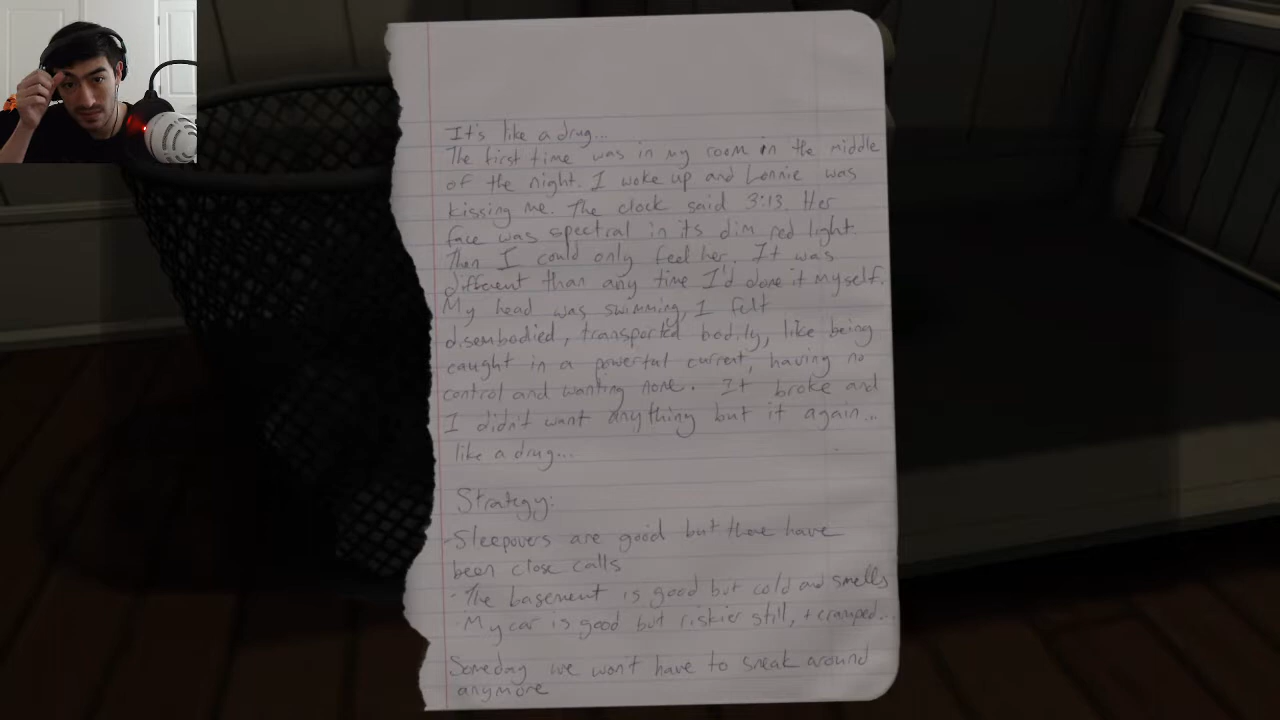 It's like a drug...
The first time was in my room in the middle
of the night. I woke up and Lonnie was
kissing me. The clock said 3:13. Her
face was spectral in its dim red light.
Then I could only feel her. It was
different than any time I'd done it myself.
My head was swimming, I felt
disembodied, transported bodily, like being
caught in a powerful current, having no
control and wanting none. It broke and
I didn't want anything but it again...
like a drug...
Strategy:
- Sleepovers are good but there have
been close calls
- The basement is good but cold and smells
- My car is good but riskier still, + cramped...
Someday we won't have to sneak around
anymore